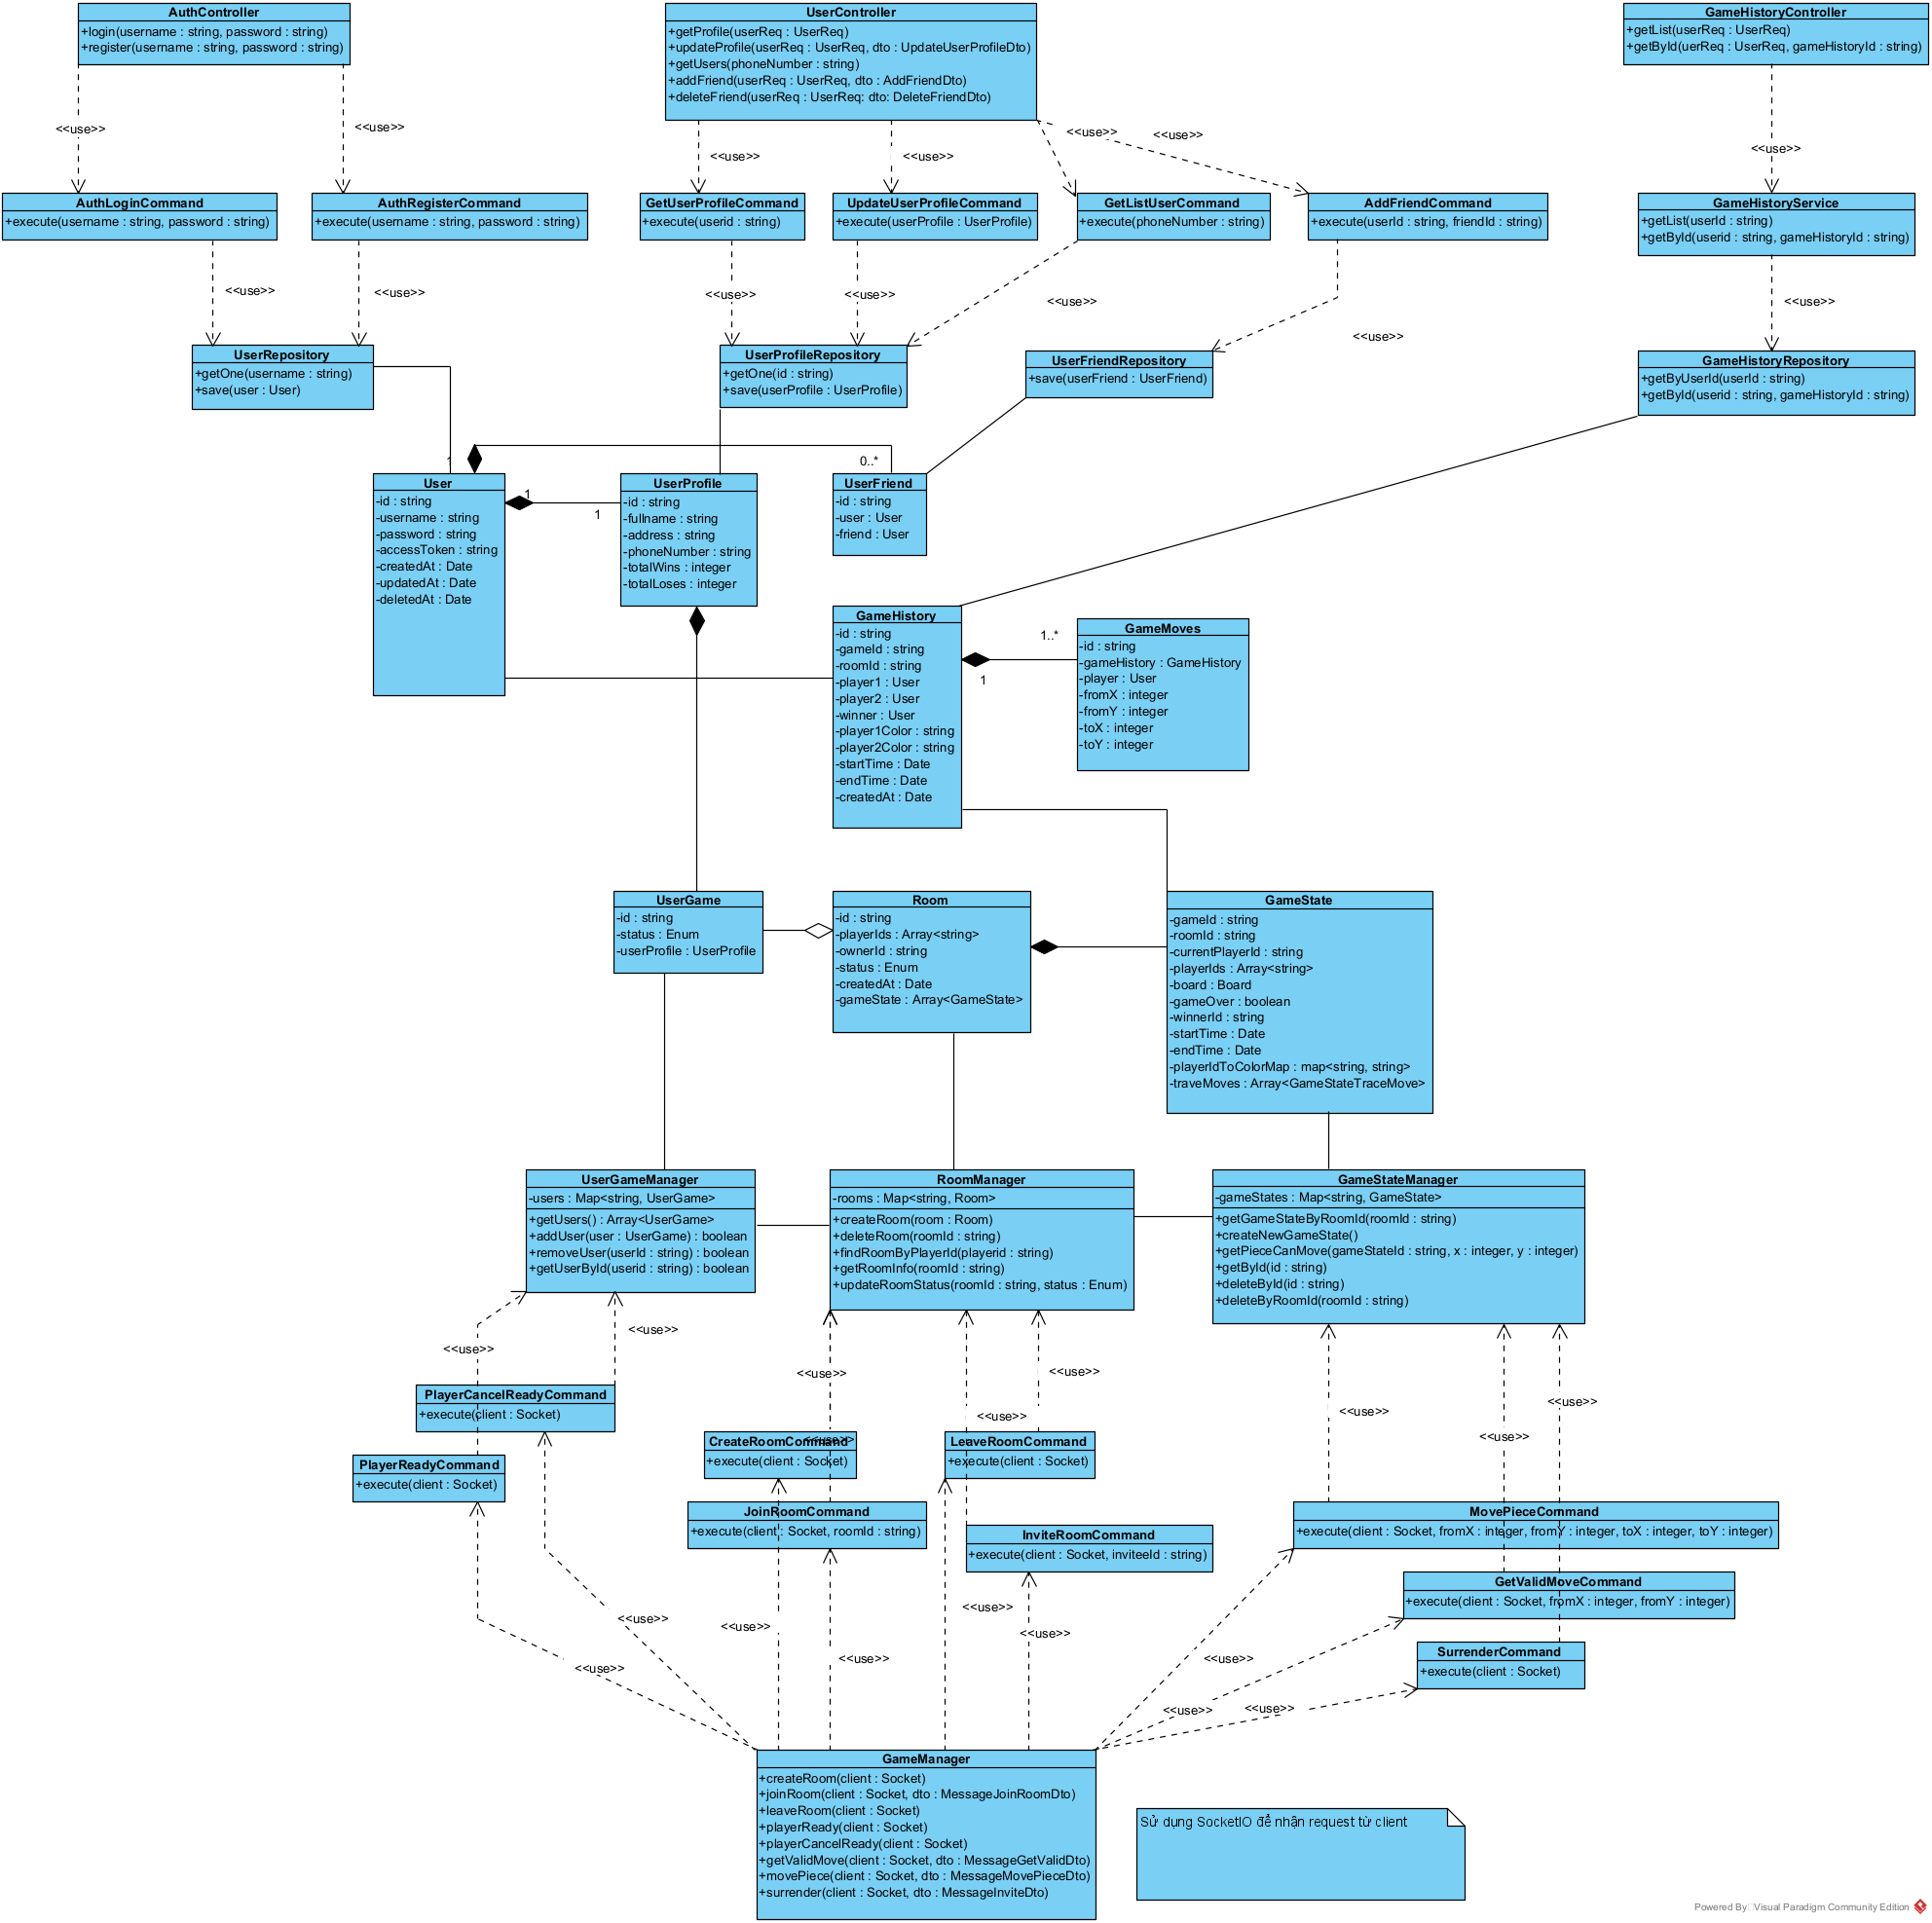 AuthController
+login(username : string, password : string)
+register(username : string, password : string)
UserController
+getProfile(userReq : UserReq)
+updateProfile(userReq : UserReq, dto : UpdateUserProfileDto)
+getUsers(phoneNumber : string)
+addFriend(userReq : UserReq, dto : AddFriendDto)
+deleteFriend(userReq : UserReq: dto: DeleteFriendDto)
GameHistoryController
+getList(userReq : UserReq)
+getById(uerReq : UserReq, gameHistoryId : string)
<<use>>
<<use>>
<<use>>
<<use>>
<<use>>
<<use>>
<<use>>
AuthLoginCommand
+execute(username : string, password : string)
AuthRegisterCommand
+execute(username : string, password : string)
GetUserProfileCommand
+execute(userid : string)
UpdateUserProfileCommand
+execute(userProfile : UserProfile)
GetListUserCommand
+execute(phoneNumber : string)
AddFriendCommand
+execute(userId : string, friendId : string)
GameHistoryService
+getList(userId : string)
+getById(userid : string, gameHistoryId : string)
<<use>>
<<use>>
<<use>>
<<use>>
<<use>>
<<use>>
<<use>>
UserRepository
+getOne(username : string)
+save(user : User)
UserProfileRepository
+getOne(id : string)
+save(userProfile : UserProfile)
UserFriendRepository
+save(userFriend : UserFriend)
GameHistoryRepository
+getByUserId(userId : string)
+getById(userid : string, gameHistoryId : string)
1
0..*
User
-id : string
-username : string
-password : string
-accessToken : string
-createdAt : Date
-updatedAt : Date
-deletedAt : Date
1
1
UserProfile
-id : string
-fullname : string
-address : string
-phoneNumber : string
-totalWins : integer
-totalLoses : integer
UserFriend
-id : string
-user : User
-friend : User
GameHistory
-id : string
-gameId : string
-roomId : string
-player1 : User
-player2 : User
-winner : User
-player1Color : string
-player2Color : string
-startTime : Date
-endTime : Date
-createdAt : Date
1..*
1
GameMoves
-id : string
-gameHistory : GameHistory
-player : User
-fromX : integer
-fromY : integer
-toX : integer
-toY : integer
UserGame
-id : string
-status : Enum
-userProfile : UserProfile
Room
-id : string
-playerIds : Array<string>
-ownerId : string
-status : Enum
-createdAt : Date
-gameState : Array<GameState>
GameState
-gameId : string
-roomId : string
-currentPlayerId : string
-playerIds : Array<string>
-board : Board
-gameOver : boolean
-winnerId : string
-startTime : Date
-endTime : Date
-playerIdToColorMap : map<string, string>
-traveMoves : Array<GameStateTraceMove>
UserGameManager
-users : Map<string, UserGame>
+getUsers() : Array<UserGame>
+addUser(user : UserGame) : boolean
+removeUser(userId : string) : boolean
+getUserById(userid : string) : boolean
RoomManager
-rooms : Map<string, Room>
+createRoom(room : Room)
+deleteRoom(roomId : string)
+findRoomByPlayerId(playerid : string)
+getRoomInfo(roomId : string)
+updateRoomStatus(roomId : string, status : Enum)
GameStateManager
-gameStates : Map<string, GameState>
+getGameStateByRoomId(roomId : string)
+createNewGameState()
+getPieceCanMove(gameStateId : string, x : integer, y : integer)
+getById(id : string)
+deleteById(id : string)
+deleteByRoomId(roomId : string)
<<use>>
<<use>>
<<use>>
<<use>>
<<use>>
<<use>>
<<use>>
<<use>>
<<use>>
PlayerCancelReadyCommand
+execute(client : Socket)
PlayerReadyCommand
+execute(client : Socket)
CreateRoomCommand
+execute(client : Socket)
LeaveRoomCommand
+execute(client : Socket)
JoinRoomCommand
+execute(client : Socket, roomId : string)
InviteRoomCommand
+execute(client : Socket, inviteeId : string)
MovePieceCommand
+execute(client : Socket, fromX : integer, fromY : integer, toX : integer, toY : integer)
GetValidMoveCommand
+execute(client : Socket, fromX : integer, fromY : integer)
SurrenderCommand
+execute(client : Socket)
<<use>>
<<use>>
<<use>>
<<use>>
<<use>>
<<use>>
<<use>>
<<use>>
<<use>>
GameManager
+createRoom(client : Socket)
+joinRoom(client : Socket, dto : MessageJoinRoomDto)
+leaveRoom(client : Socket)
+playerReady(client : Socket)
+playerCancelReady(client : Socket)
+getValidMove(client : Socket, dto : MessageGetValidDto)
+movePiece(client : Socket, dto : MessageMovePieceDto)
+surrender(client : Socket, dto : MessageInviteDto)
Sử dụng SocketIO để nhận request từ client
Powered By: Visual Paradigm Community Edition